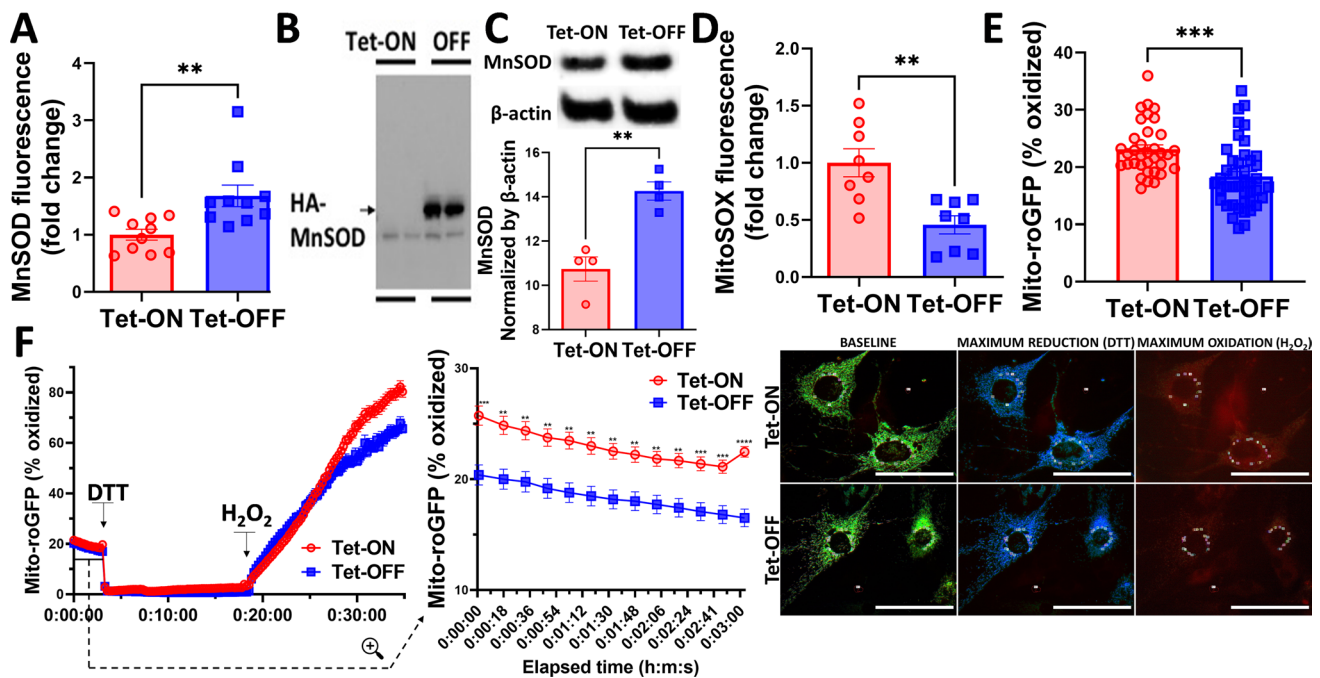 A
MnSOD fluorescence
(fold change)
4
3
2
1
0
**
Tet-ON Tet-OFF
B
Tet-ON OFF
HA-
MnSOD
C
Tet-ON Tet-OFF
MnSOD
β-actin
MnSOD
Normalized by β-actin
16
14
12
10
8
**
Tet-ON Tet-OFF
D
MitoSOX fluorescence
(fold change)
2.0
1.5
1.0
0.5
0.0
**
Tet-ON Tet-OFF
E
Mito-roGFP (% oxidized)
40
30
20
10
0
***
Tet-ON Tet-OFF
F
Mito-roGFP (% oxidized)
80
60
40
20
0
DTT
H₂O₂
Tet-ON
Tet-OFF
0:00:00 0:10:00 0:20:00 0:30:00
Mito-roGFP (% oxidized)
30
20
10
Tet-ON
Tet-OFF
*** ** ** ** ** ** ** ** ** ** *** *** ****
0:00:00 0:00:18 0:00:36 0:00:54 0:01:12 0:01:30 0:01:48 0:02:06 0:02:24 0:02:41 0:03:00
Elapsed time (h:m:s)
BASELINE MAXIMUM REDUCTION (DTT) MAXIMUM OXIDATION (H₂O₂)
Tet-ON
Tet-OFF